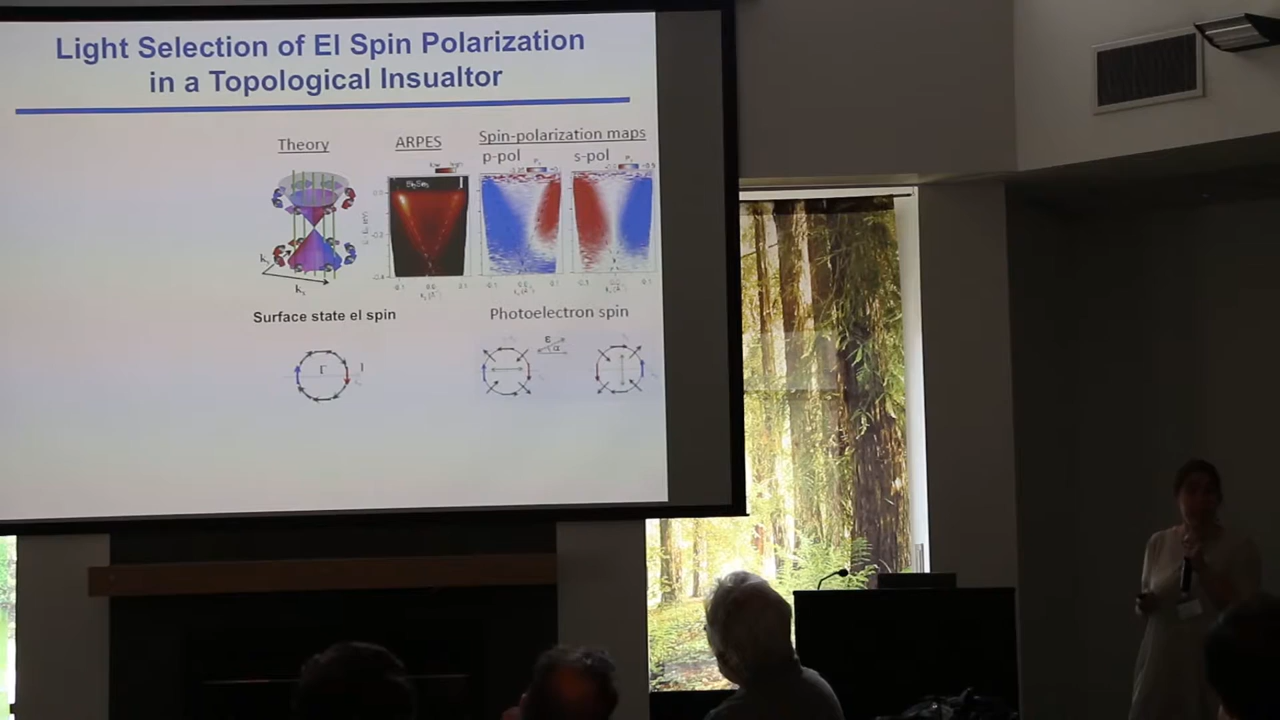 Light Selection of El Spin Polarization
in a Topological Insualtor
Theory
ARPES
Spin-polarization maps
p-pol
s-pol
Surface state el spin
Photoelectron spin
Γ
ε
α